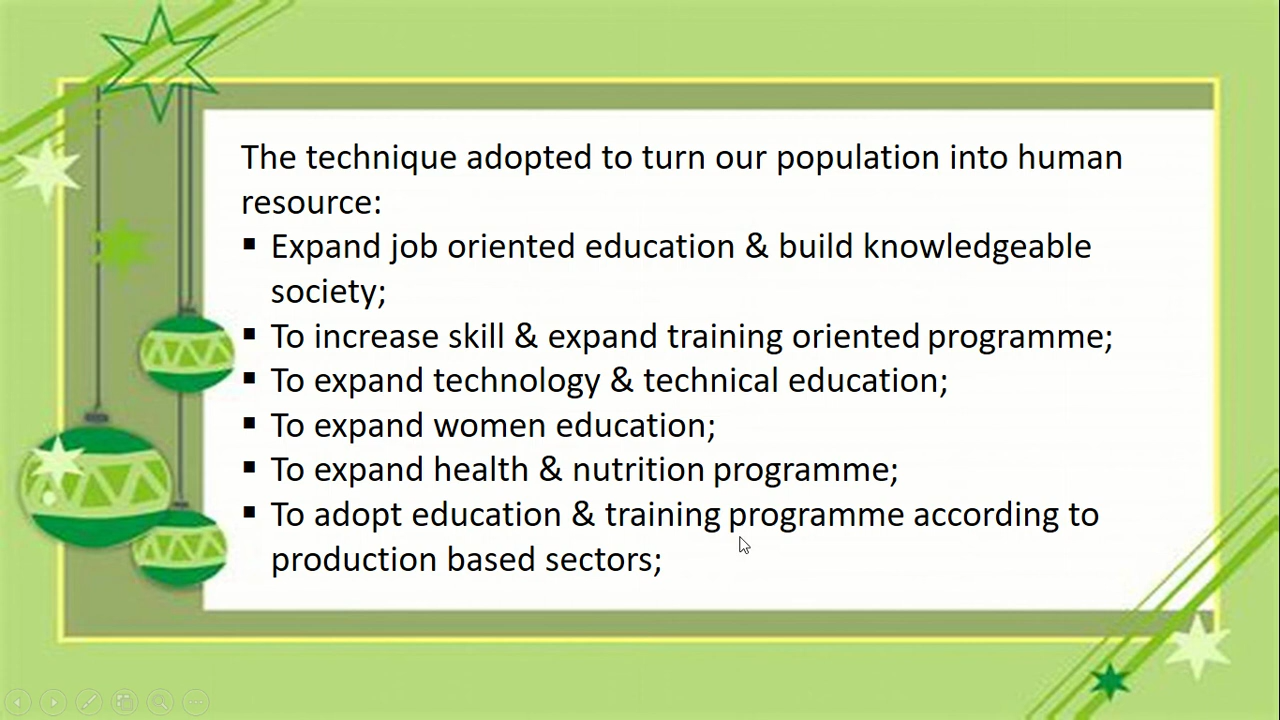 The technique adopted to turn our population into human
resource:
▪ Expand job oriented education & build knowledgeable
society;
▪ To increase skill & expand training oriented programme;
▪ To expand technology & technical education;
▪ To expand women education;
▪ To expand health & nutrition programme;
▪ To adopt education & training programme according to
production based sectors;